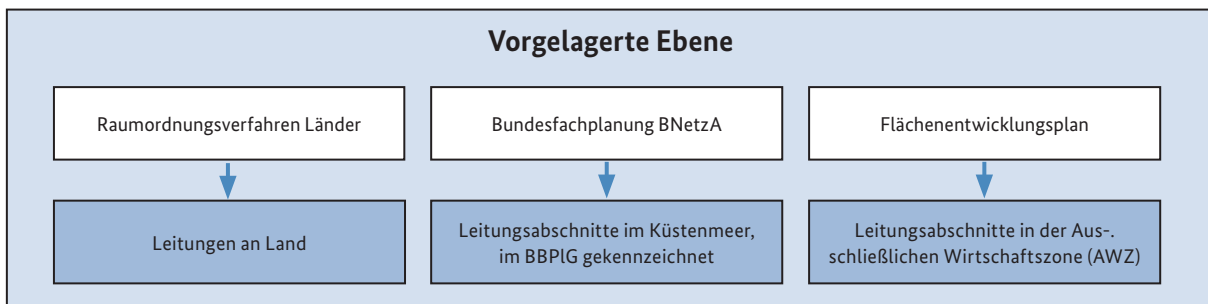 Vorgelagerte Ebene
Raumordnungsverfahren Länder
Bundesfachplanung BNetzA
Flächenentwicklungsplan
Leitungen an Land
Leitungsabschnitte im Küstenmeer,
im BBPlG gekennzeichnet
Leitungsabschnitte in der Aus-.
schließlichen Wirtschaftszone (AWZ)